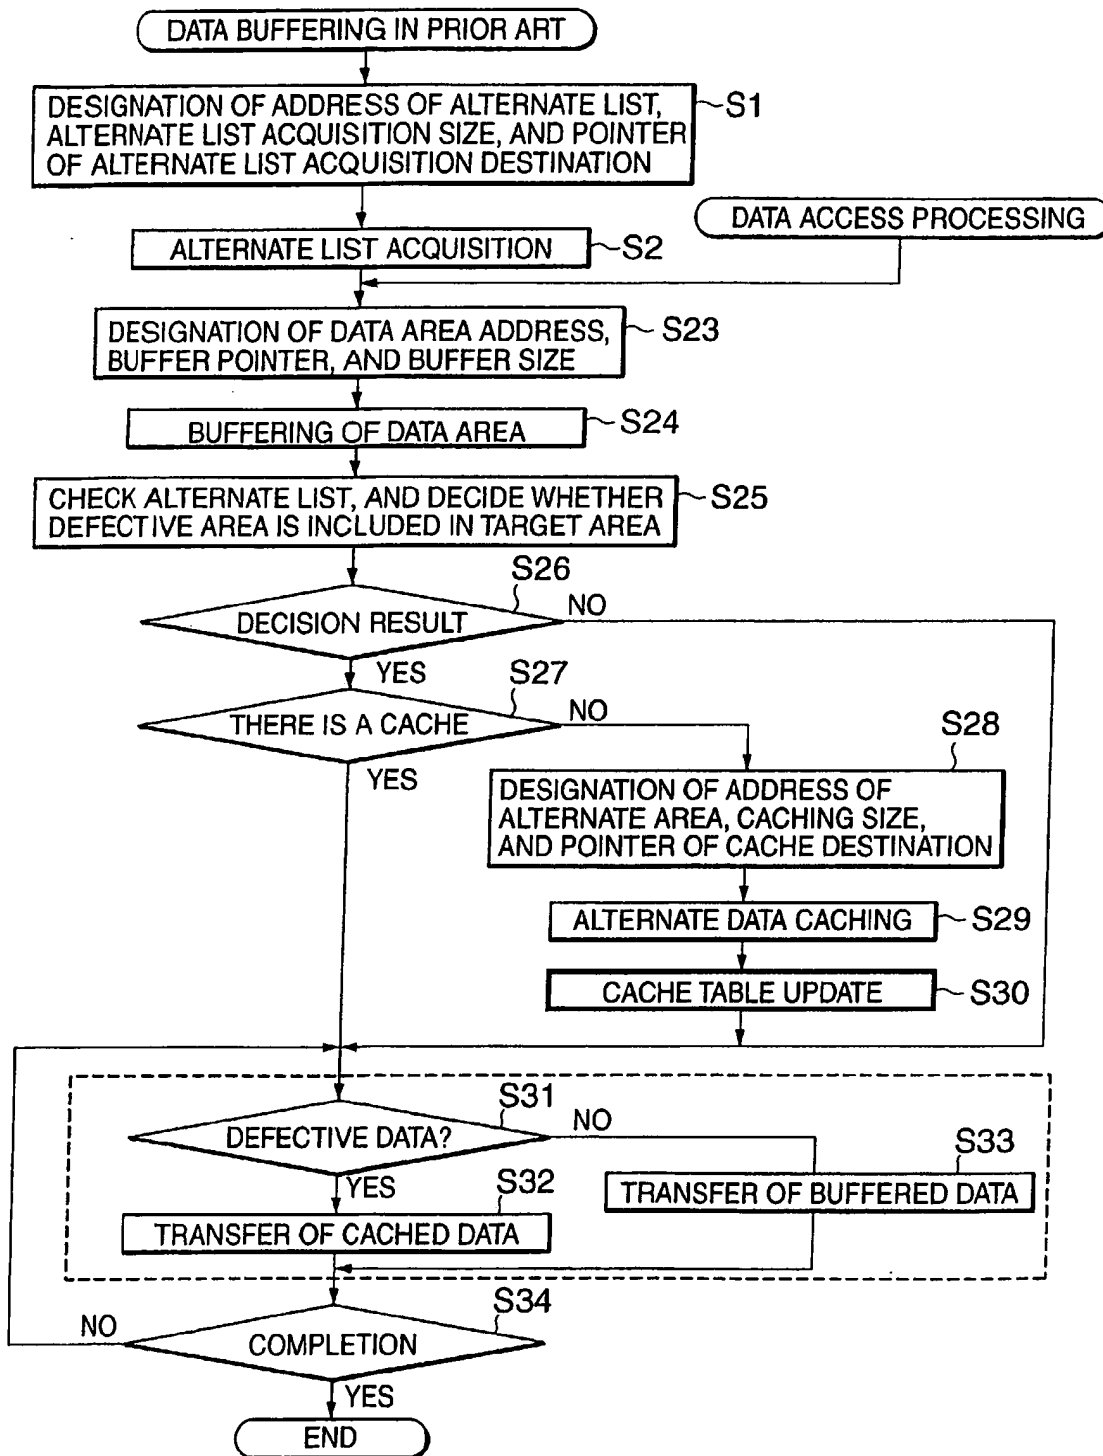 DATA BUFFERING IN PRIOR ART
DESIGNATION OF ADDRESS OF ALTERNATE LIST,
ALTERNATE LIST ACQUISITION SIZE, AND POINTER
OF ALTERNATE LIST ACQUISITION DESTINATION
S1
DATA ACCESS PROCESSING
ALTERNATE LIST ACQUISITION
S2
DESIGNATION OF DATA AREA ADDRESS,
BUFFER POINTER, AND BUFFER SIZE
S23
BUFFERING OF DATA AREA
S24
CHECK ALTERNATE LIST, AND DECIDE WHETHER
DEFECTIVE AREA IS INCLUDED IN TARGET AREA
S25
S26
DECISION RESULT
NO
YES
S27
THERE IS A CACHE
NO
YES
S28
DESIGNATION OF ADDRESS OF
ALTERNATE AREA, CACHING SIZE,
AND POINTER OF CACHE DESTINATION
ALTERNATE DATA CACHING
S29
CACHE TABLE UPDATE
S30
S31
DEFECTIVE DATA?
NO
YES
S32
TRANSFER OF CACHED DATA
S33
TRANSFER OF BUFFERED DATA
S34
COMPLETION
NO
YES
END